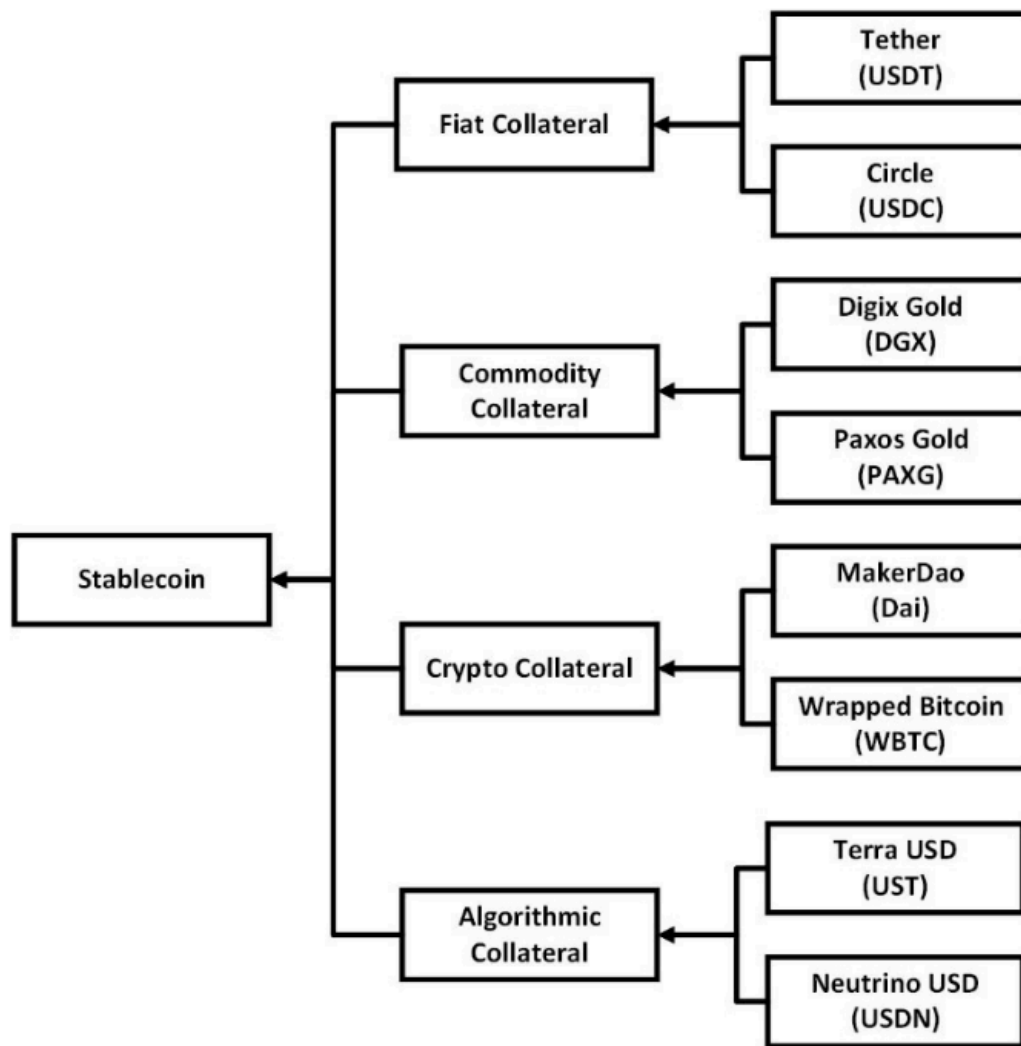 Tether
(USDT)
Fiat Collateral
Circle
(USDC)
Digix Gold
(DGX)
Commodity
Collateral
Paxos Gold
(PAXG)
Stablecoin
MakerDao
(Dai)
Crypto Collateral
Wrapped Bitcoin
(WBTC)
Terra USD
(UST)
Algorithmic
Collateral
Neutrino USD
(USDN)